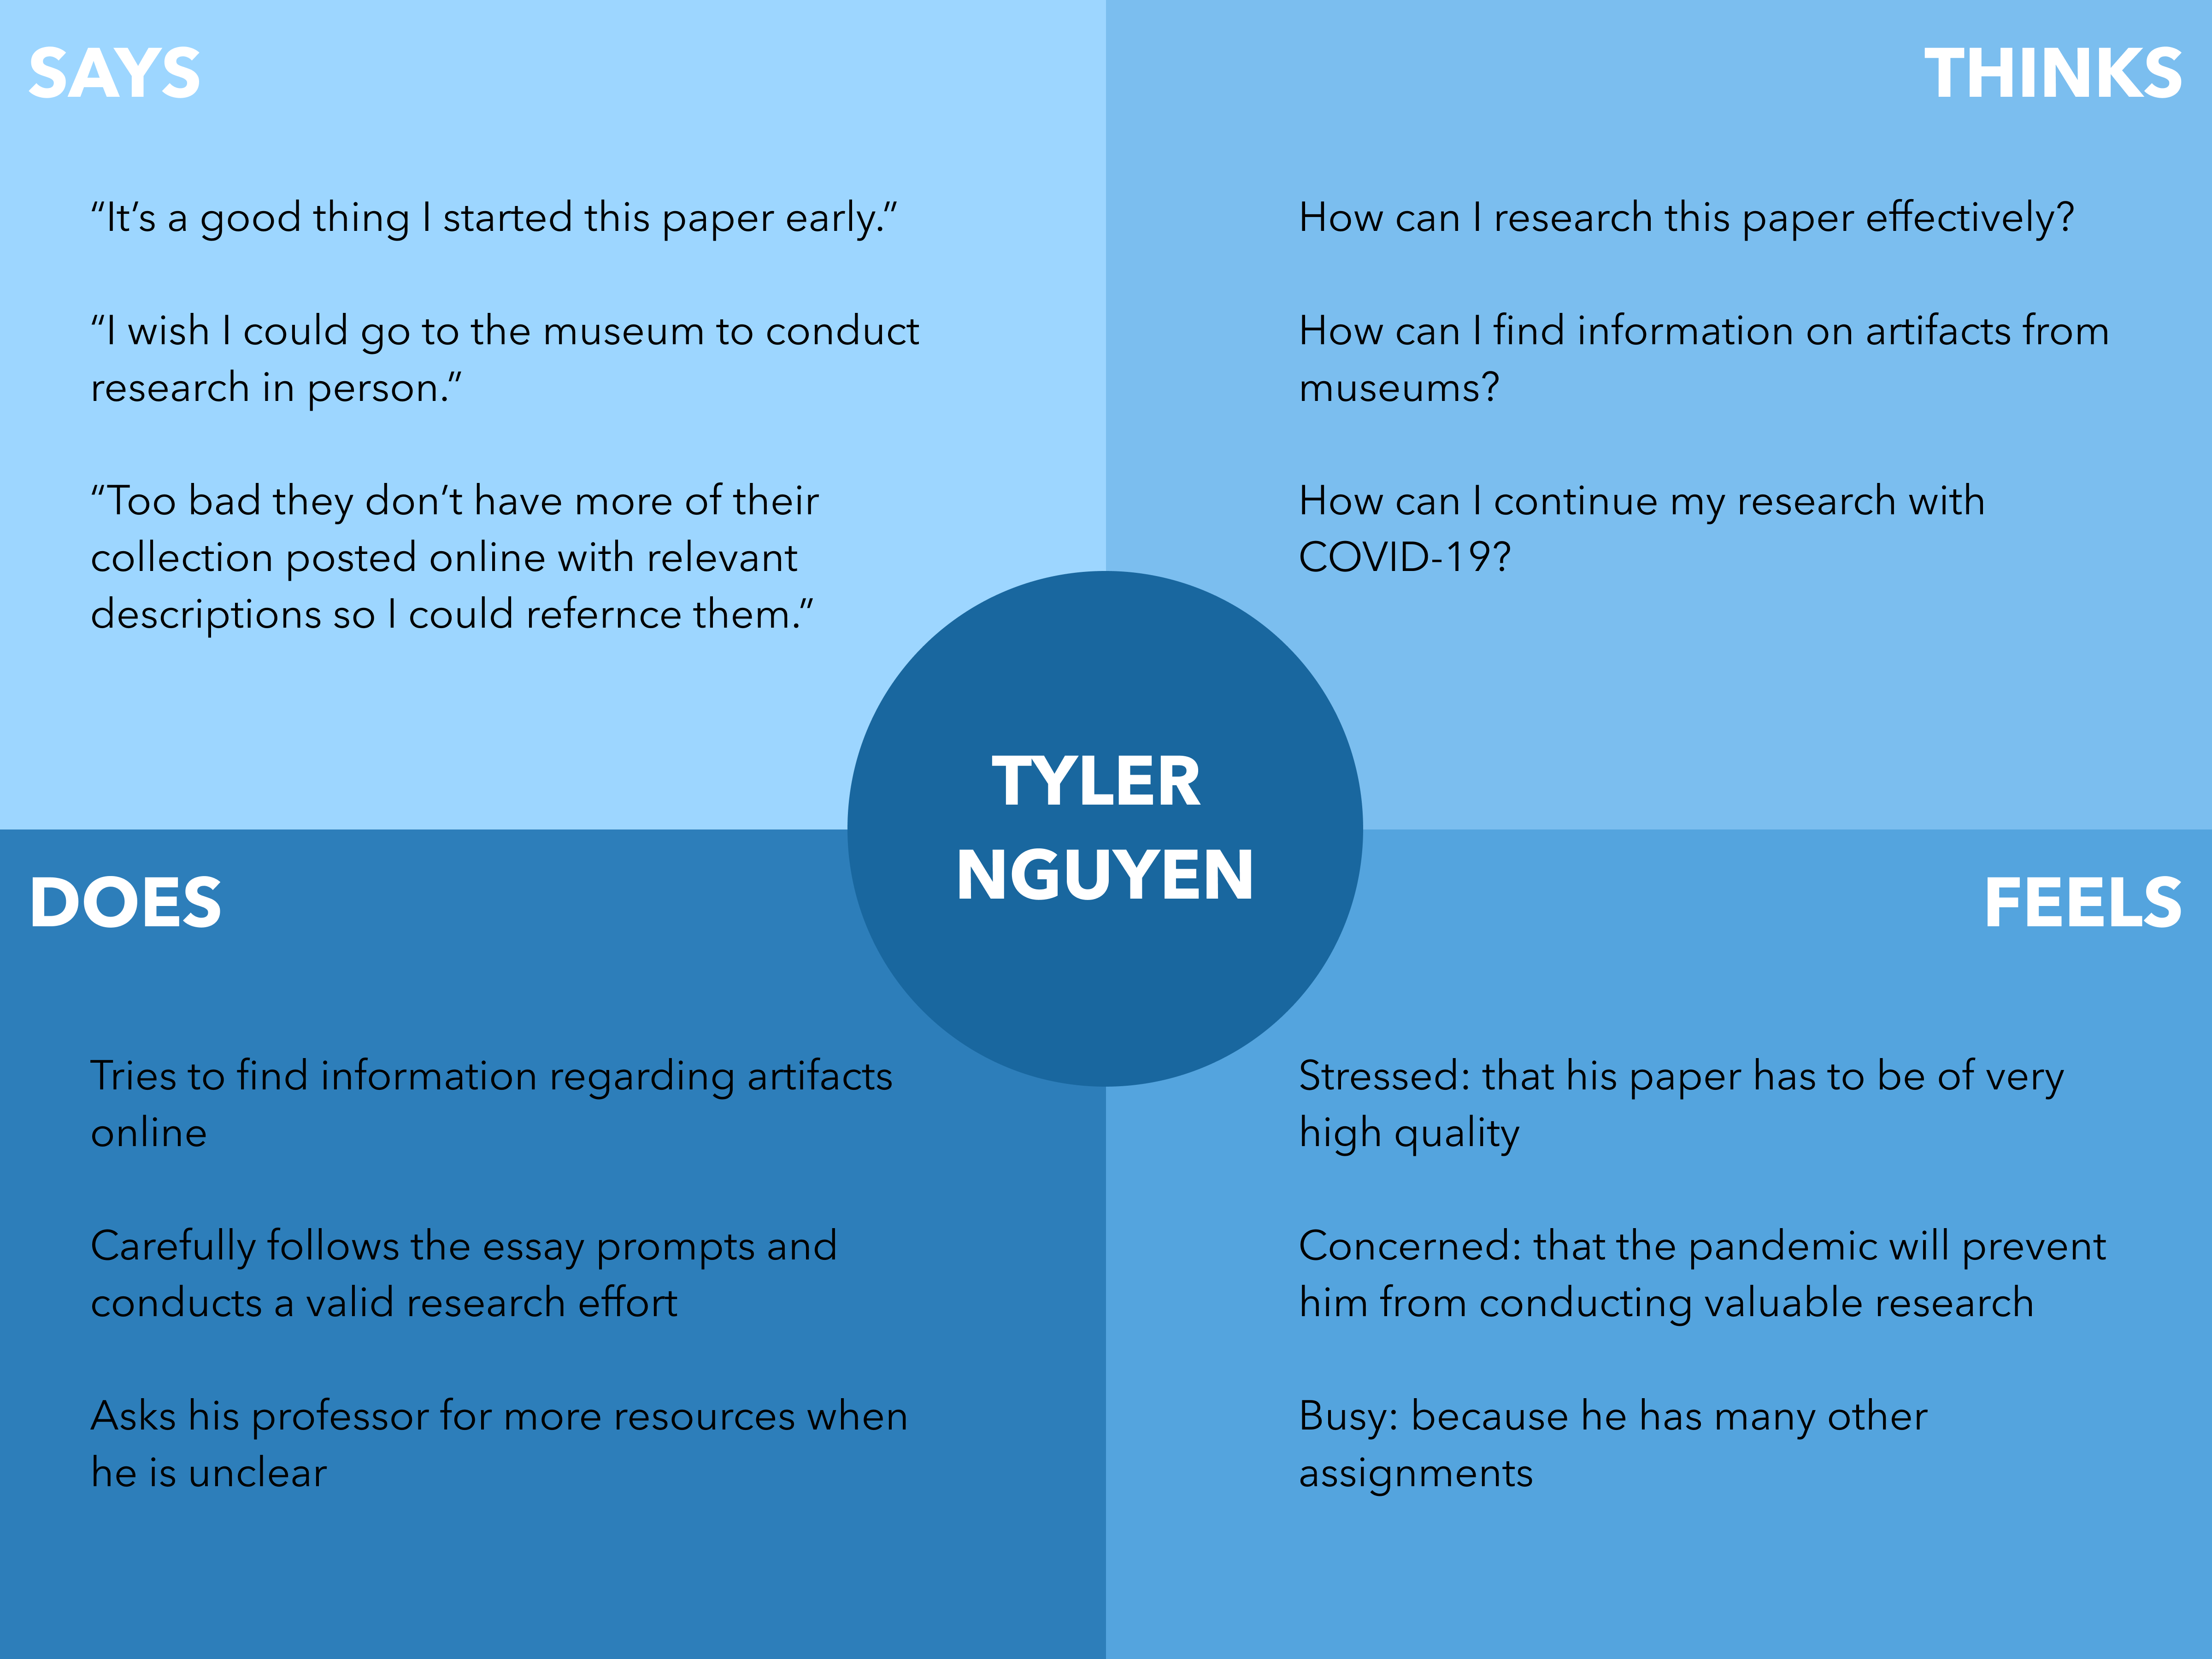 SAYS
“It’s a good thing I started this paper early.”
“I wish I could go to the museum to conduct
research in person.”
“Too bad they don’t have more of their
collection posted online with relevant
descriptions so I could refernce them.”
THINKS
How can I research this paper effectively?
How can I find information on artifacts from
museums?
How can I continue my research with
COVID-19?
TYLER
NGUYEN
DOES
Tries to find information regarding artifacts
online
Carefully follows the essay prompts and
conducts a valid research effort
Asks his professor for more resources when
he is unclear
FEELS
Stressed: that his paper has to be of very
high quality
Concerned: that the pandemic will prevent
him from conducting valuable research
Busy: because he has many other
assignments